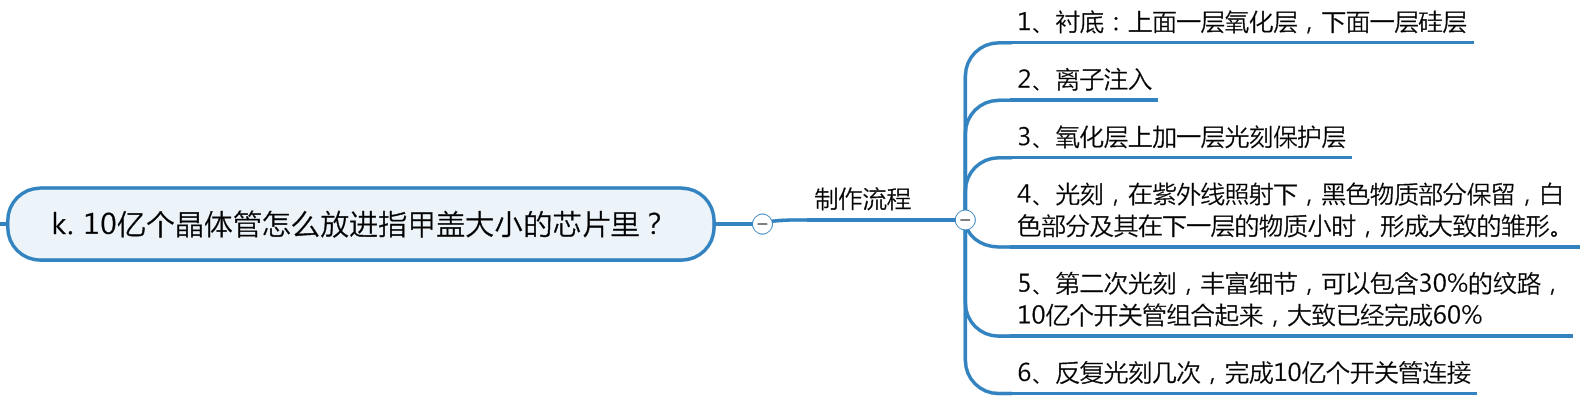 k. 10亿个晶体管怎么放进指甲盖大小的芯片里？
制作流程
1、衬底：上面一层氧化层，下面一层硅层
2、离子注入
3、氧化层上加一层光刻保护层
4、光刻，在紫外线照射下，黑色物质部分保留，白
色部分及其在下一层的物质小时，形成大致的雏形。
5、第二次光刻，丰富细节，可以包含30%的纹路，
10亿个开关管组合起来，大致已经完成60%
6、反复光刻几次，完成10亿个开关管连接